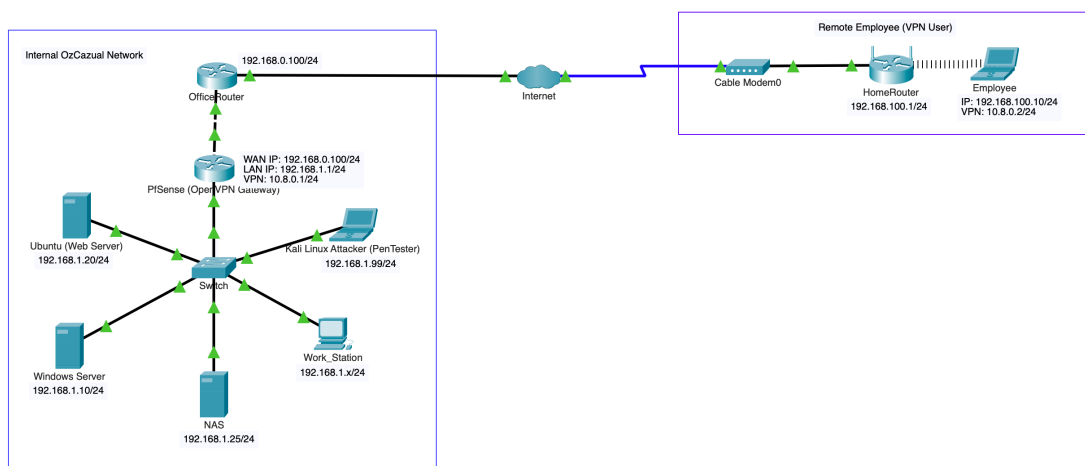 Internal OzCazual Network
192.168.0.100/24
OfficeRouter
WAN IP: 192.168.0.100/24
LAN IP: 192.168.1.1/24
VPN: 10.8.0.1/24
PfSense (OpenVPN Gateway)
Ubuntu (Web Server)
192.168.1.20/24
Kali Linux Attacker (PenTester)
192.168.1.99/24
Switch
Windows Server
192.168.1.10/24
Work_Station
192.168.1.x/24
NAS
192.168.1.25/24
Internet
Remote Employee (VPN User)
Cable Modem0
HomeRouter
192.168.100.1/24
Employee
IP: 192.168.100.10/24
VPN: 10.8.0.2/24